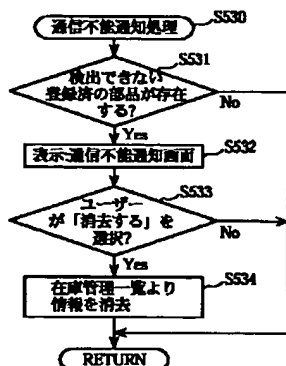 S530
通信不能通知処理
S531
検出できない
登録済の部品が存在
する?
No
Yes
S532
表示:通信不能通知画面
S533
ユーザー
が「消去する」を
選択?
No
Yes
S534
在庫管理一覧より
情報を消去
RETURN